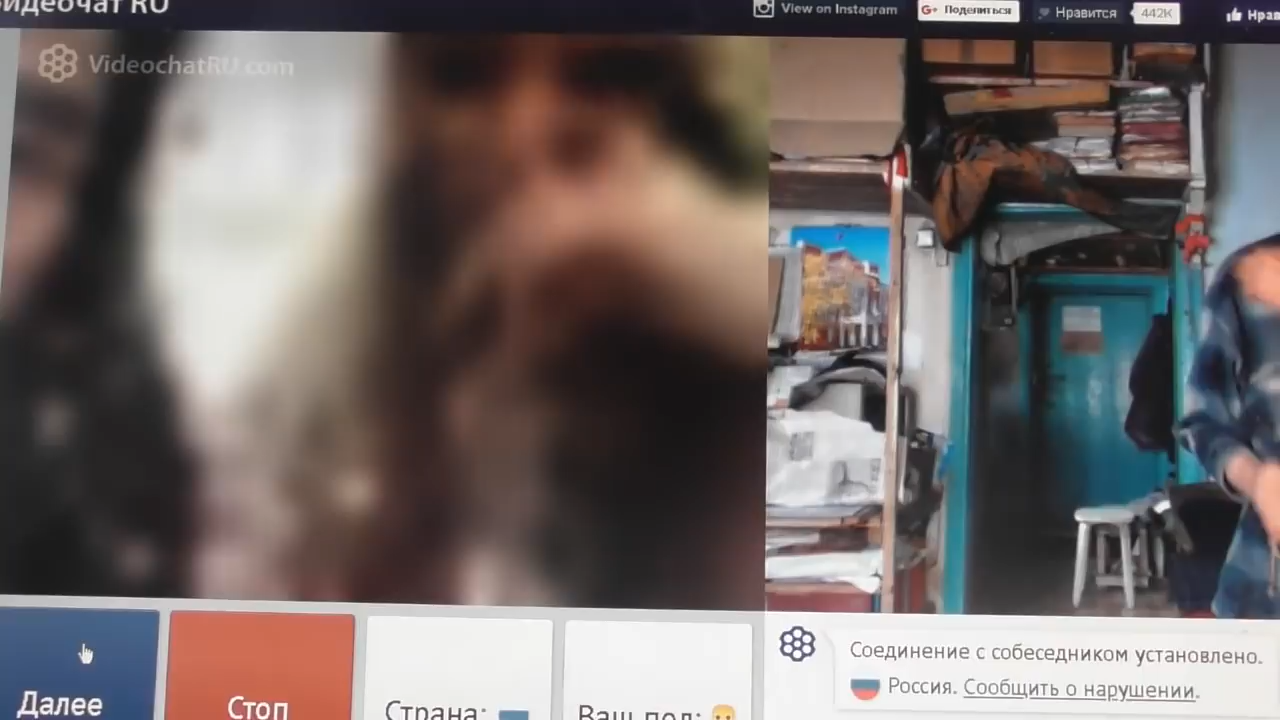 Видеочат RU
View on Instagram
G+ Поделиться
Нравится
442K
VideochatRU.com
Далее
Стоп
Страна:
Ваш пол:
Соединение с собеседником установлено.
Россия. Сообщить о нарушении.